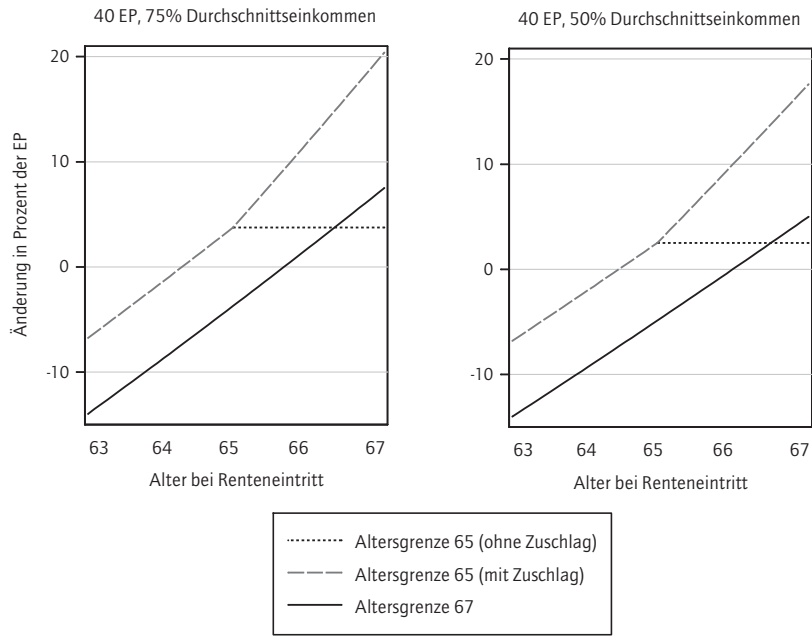 40 EP, 75% Durchschnittseinkommen
Änderung in Prozent der EP
20
10
0
-10
63 64 65 66 67
Alter bei Renteneintritt
40 EP, 50% Durchschnittseinkommen
20
10
0
-10
63 64 65 66 67
Alter bei Renteneintritt
Altersgrenze 65 (ohne Zuschlag)
Altersgrenze 65 (mit Zuschlag)
Altersgrenze 67